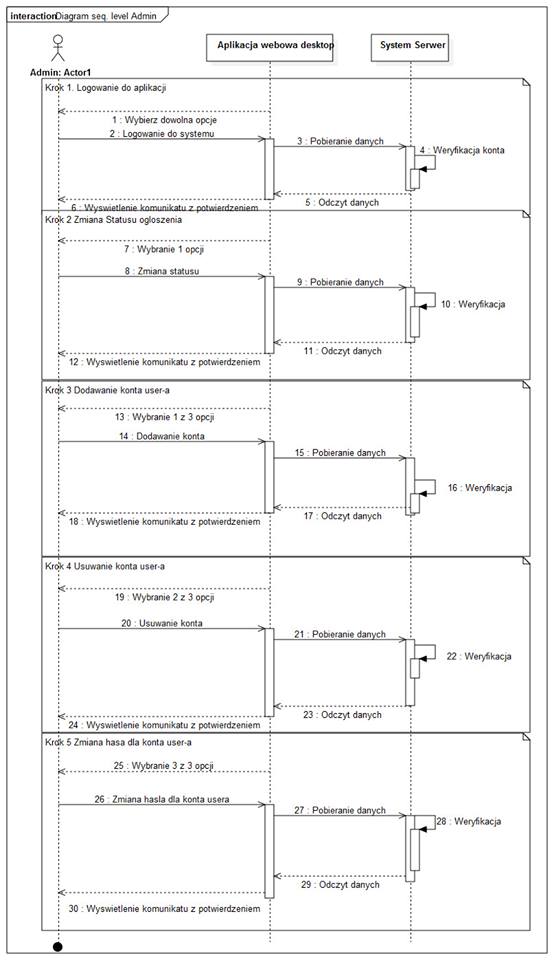 interaction Diagram seq. level Admin
Aplikacja webowa desktop
System Serwer
Admin: Actor1
Krok 1. Logowanie do aplikacji
1 : Wybierz dowolna opcje
2 : Logowanie do systemu
3 : Pobieranie danych
4 : Weryfikacja konta
5 : Odczyt danych
6 : Wyswietlenie komunikatu z potwierdzeniem
Krok 2 Zmiana Statusu ogloszenia
7 : Wybranie 1 opcji
8 : Zmiana statusu
9 : Pobieranie danych
10 : Weryfikacja
11 : Odczyt danych
12 : Wyswietlenie komunikatu z potwierdzeniem
Krok 3 Dodawanie konta user-a
13 : Wybranie 1 z 3 opcji
14 : Dodawanie konta
15 : Pobieranie danych
16 : Weryfikacja
17 : Odczyt danych
18 : Wyswietlenie komunikatu z potwierdzeniem
Krok 4 Usuwanie konta user-a
19 : Wybranie 2 z 3 opcji
20 : Usuwanie konta
21 : Pobieranie danych
22 : Weryfikacja
23 : Odczyt danych
24 : Wyswietlenie komunikatu z potwierdzeniem
Krok 5 Zmiana hasa dla konta user-a
25 : Wybranie 3 z 3 opcji
26 : Zmiana hasla dla konta usera
27 : Pobieranie danych
28 : Weryfikacja
29 : Odczyt danych
30 : Wyswietlenie komunikatu z potwierdzeniem